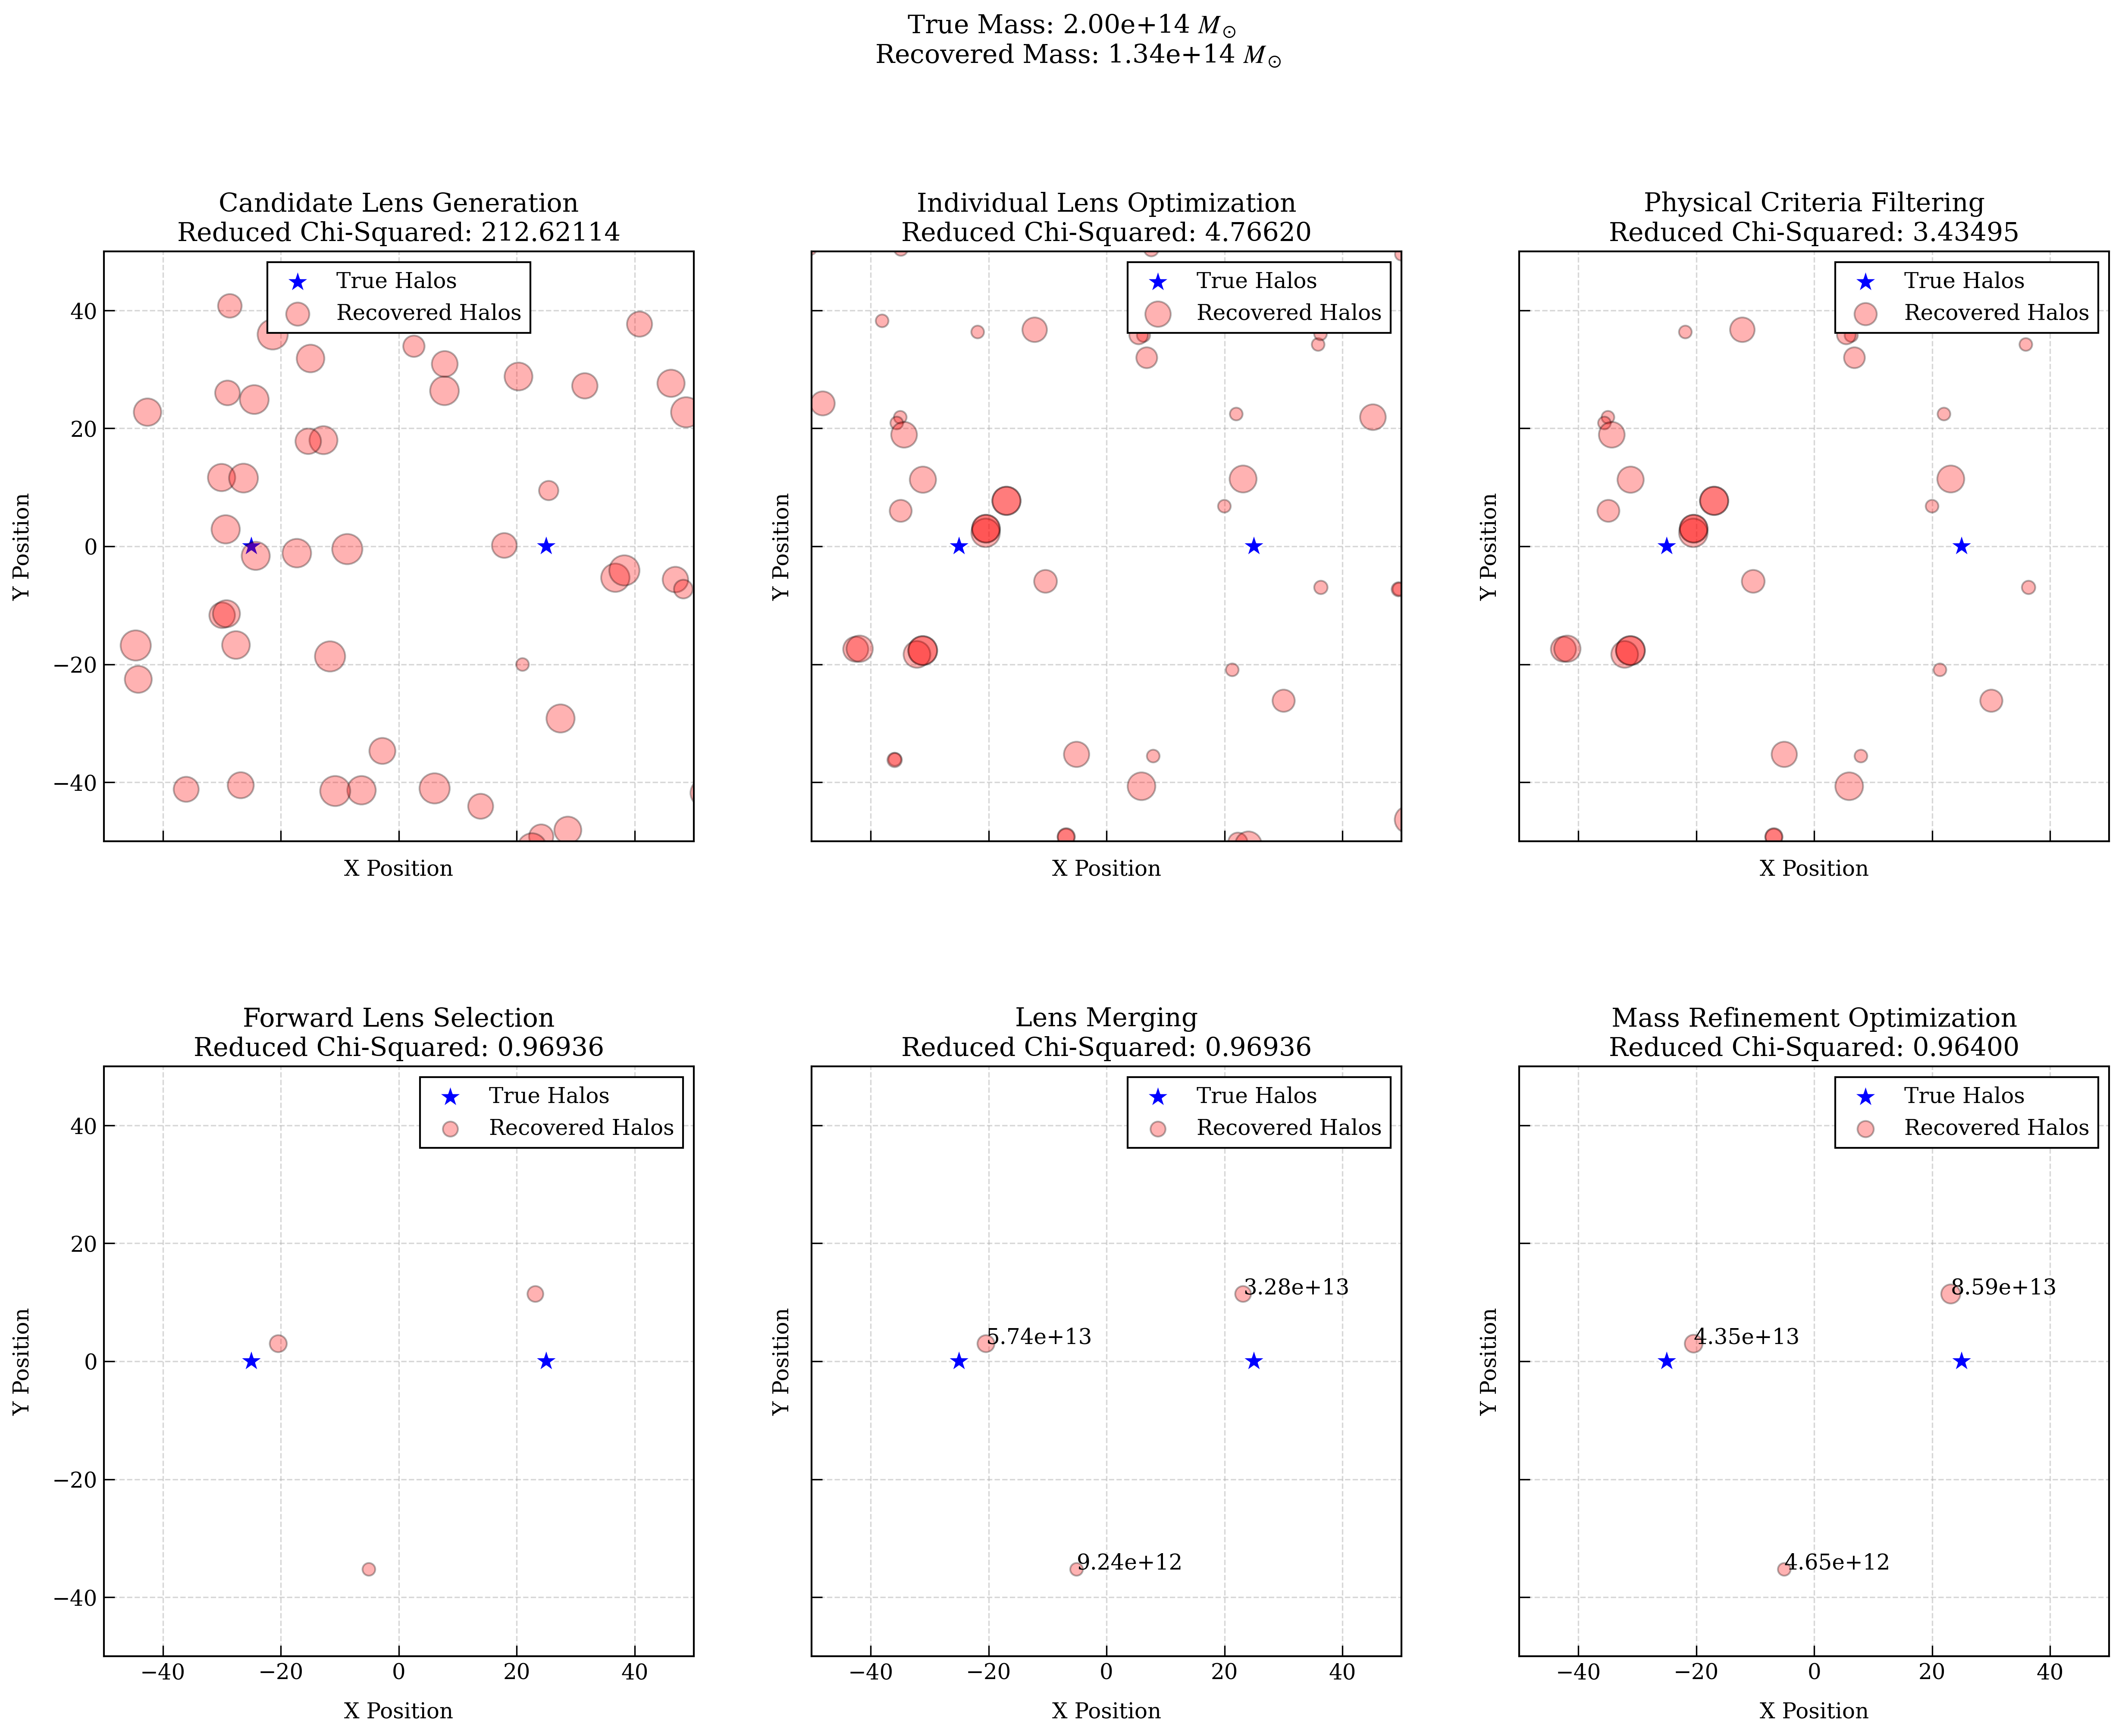 True Mass: 2.00e+14 M⊙
Recovered Mass: 1.34e+14 M⊙
Candidate Lens Generation
Reduced Chi-Squared: 212.62114
True Halos
Recovered Halos
40
20
0
−20
−40
Y Position
X Position
Individual Lens Optimization
Reduced Chi-Squared: 4.76620
True Halos
Recovered Halos
Y Position
X Position
Physical Criteria Filtering
Reduced Chi-Squared: 3.43495
True Halos
Recovered Halos
Y Position
X Position
Forward Lens Selection
Reduced Chi-Squared: 0.96936
True Halos
Recovered Halos
40
20
0
−20
−40
Y Position
−40 −20 0 20 40
X Position
Lens Merging
Reduced Chi-Squared: 0.96936
True Halos
Recovered Halos
3.28e+13
5.74e+13
9.24e+12
Y Position
−40 −20 0 20 40
X Position
Mass Refinement Optimization
Reduced Chi-Squared: 0.96400
True Halos
Recovered Halos
8.59e+13
4.35e+13
4.65e+12
Y Position
−40 −20 0 20 40
X Position